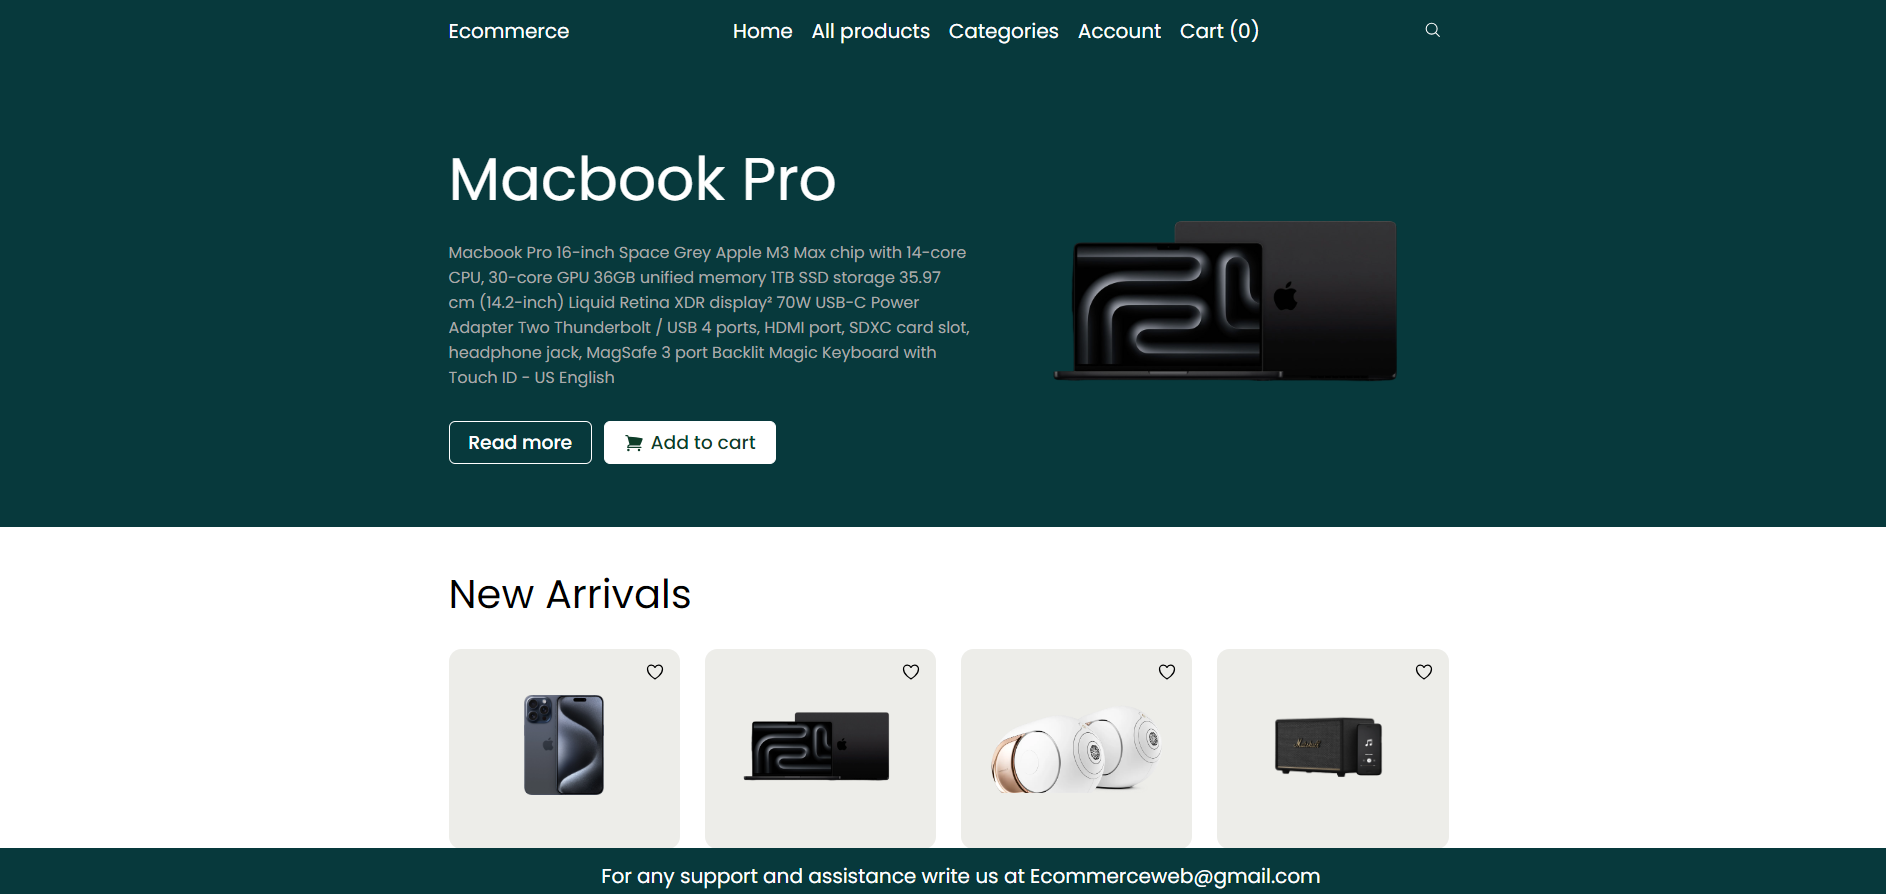 Ecommerce
Home All products Categories Account Cart (0)
Macbook Pro
Macbook Pro 16-inch Space Grey Apple M3 Max chip with 14-core
CPU, 30-core GPU 36GB unified memory 1TB SSD storage 35.97
cm (14.2-inch) Liquid Retina XDR display² 70W USB-C Power
Adapter Two Thunderbolt / USB 4 ports, HDMI port, SDXC card slot,
headphone jack, MagSafe 3 port Backlit Magic Keyboard with
Touch ID - US English
Read more
Add to cart
New Arrivals
For any support and assistance write us at Ecommerceweb@gmail.com